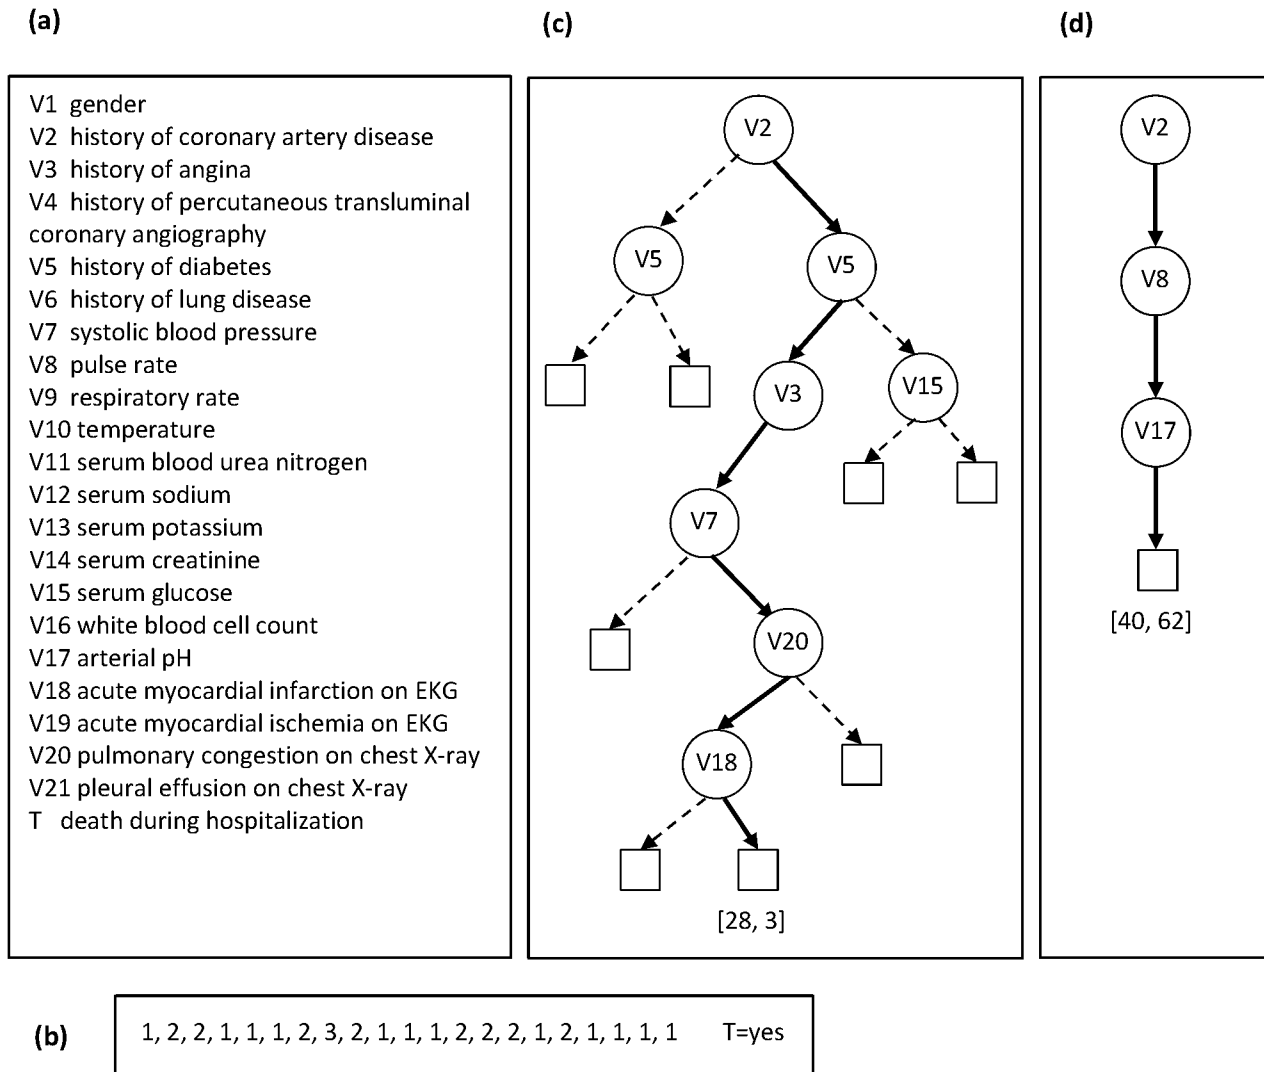 (a)
V1 gender
V2 history of coronary artery disease
V3 history of angina
V4 history of percutaneous transluminal
coronary angiography
V5 history of diabetes
V6 history of lung disease
V7 systolic blood pressure
V8 pulse rate
V9 respiratory rate
V10 temperature
V11 serum blood urea nitrogen
V12 serum sodium
V13 serum potassium
V14 serum creatinine
V15 serum glucose
V16 white blood cell count
V17 arterial pH
V18 acute myocardial infarction on EKG
V19 acute myocardial ischemia on EKG
V20 pulmonary congestion on chest X-ray
V21 pleural effusion on chest X-ray
T death during hospitalization
(c)
V2
V5
V5
V3
V15
V7
V20
V18
[28, 3]
(d)
V2
V8
V17
[40, 62]
(b)
1, 2, 2, 1, 1, 1, 2, 3, 2, 1, 1, 1, 2, 2, 2, 1, 2, 1, 1, 1, 1 T=yes